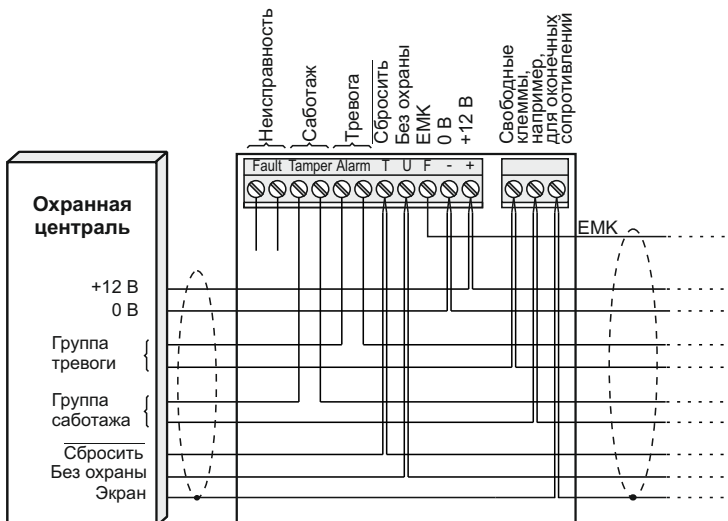 Неисправность
Саботаж
Тревога
Сбросить
Без охраны
EMK
0 В
+12 В
Свободные
клеммы,
например,
для оконечных
сопротивлений
Fault Tamper Alarm T U F - +
Охранная
централь
EMK
+12 В
0 В
Группа
тревоги
Группа
саботажа
Сбросить
Без охраны
Экран